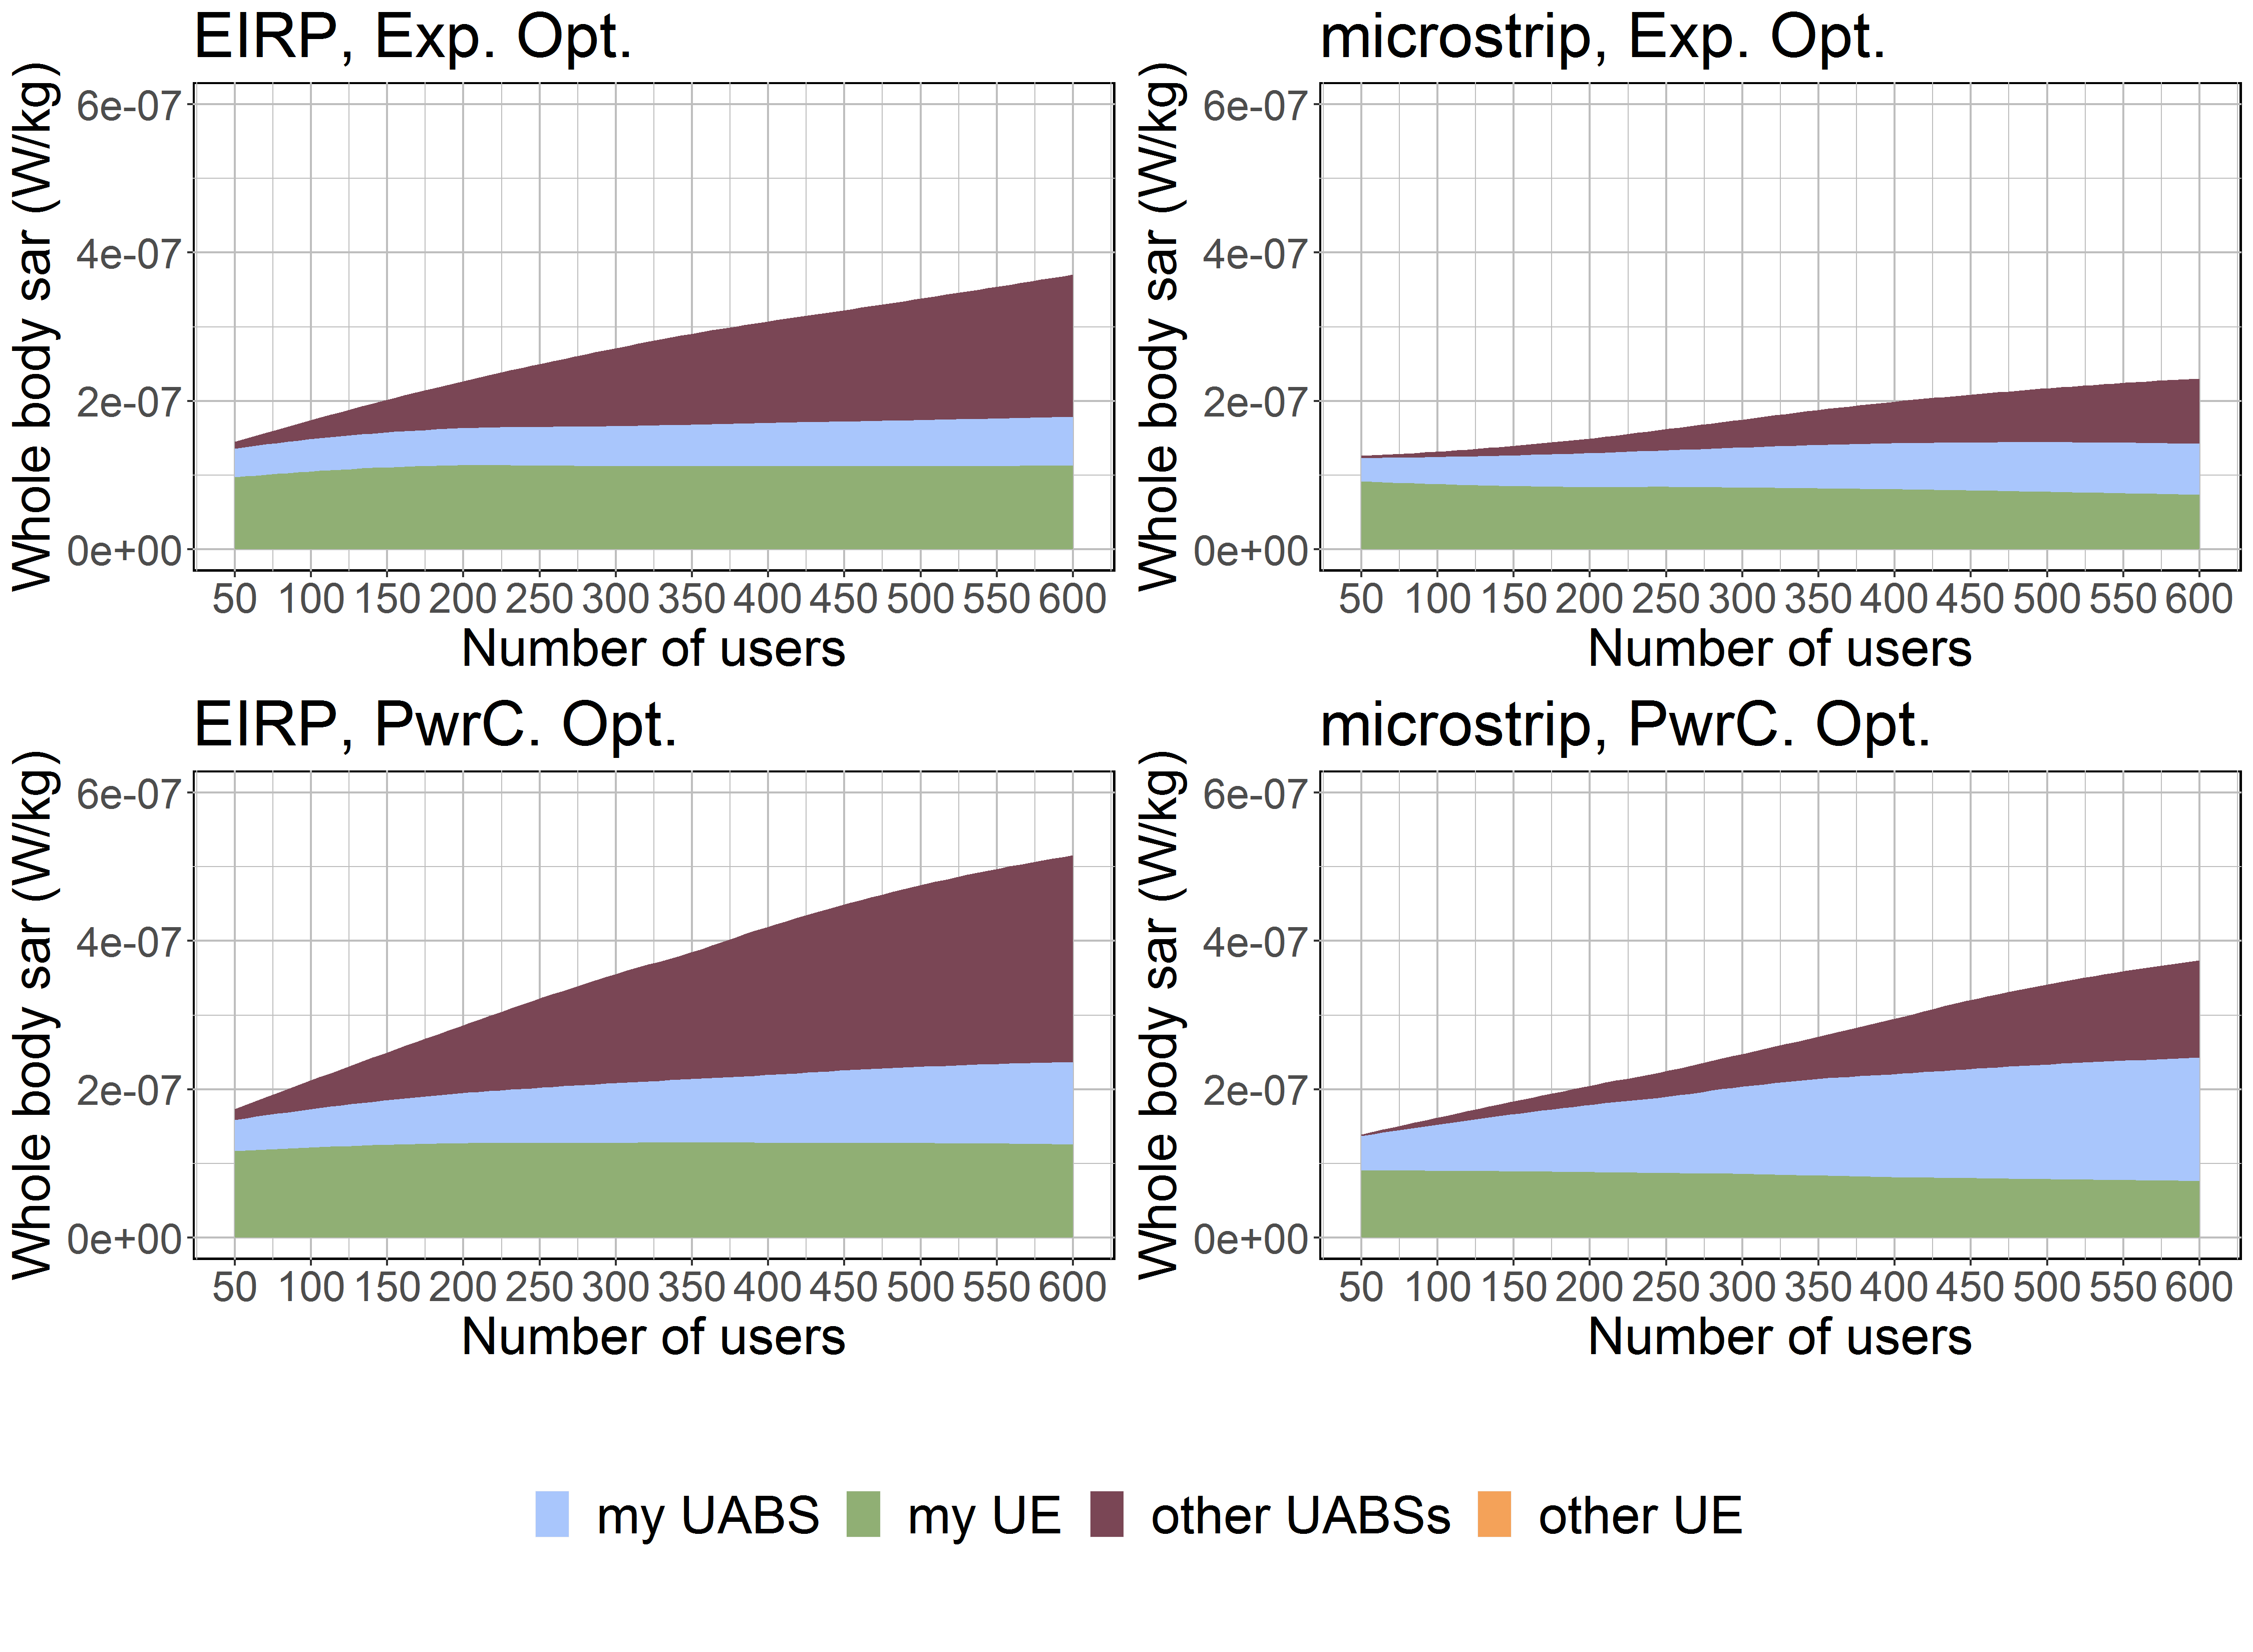 EIRP, Exp. Opt.
Whole body sar (W/kg)
6e-07
4e-07
2e-07
0e+00
50 100 150 200 250 300 350 400 450 500 550 600
Number of users
microstrip, Exp. Opt.
Whole body sar (W/kg)
6e-07
4e-07
2e-07
0e+00
50 100 150 200 250 300 350 400 450 500 550 600
Number of users
EIRP, PwrC. Opt.
Whole body sar (W/kg)
6e-07
4e-07
2e-07
0e+00
50 100 150 200 250 300 350 400 450 500 550 600
Number of users
microstrip, PwrC. Opt.
Whole body sar (W/kg)
6e-07
4e-07
2e-07
0e+00
50 100 150 200 250 300 350 400 450 500 550 600
Number of users
my UABS my UE other UABSs other UE